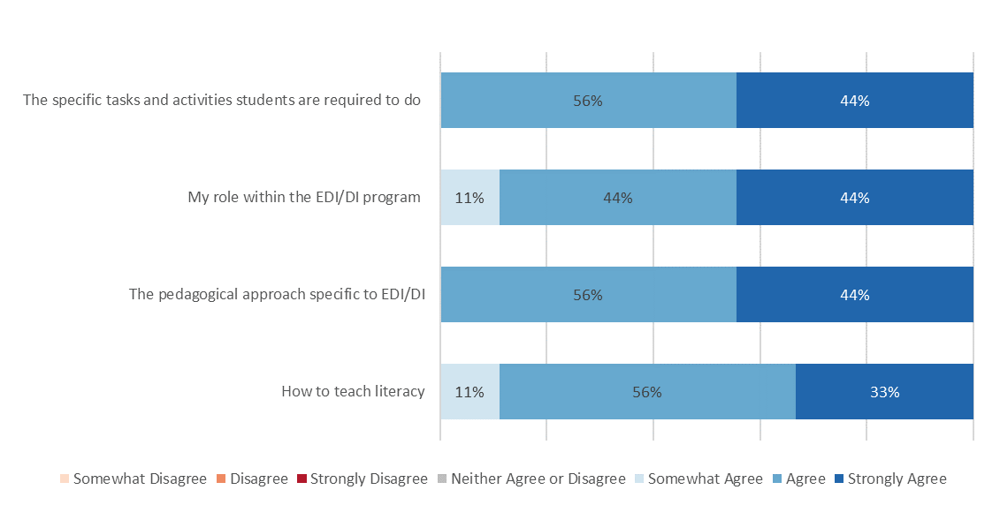 The specific tasks and activities students are required to do
56% 44%
My role within the EDI/DI program
11% 44% 44%
The pedagogical approach specific to EDI/DI
56% 44%
How to teach literacy
11% 56% 33%
Somewhat Disagree Disagree Strongly Disagree Neither Agree or Disagree Somewhat Agree Agree Strongly Agree